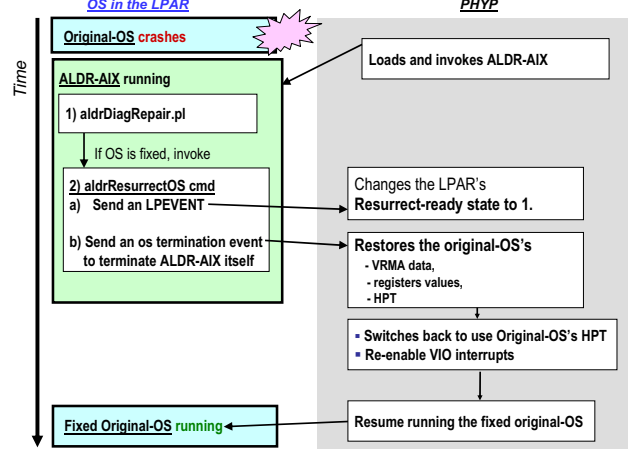 OS in the LPAR
PHYP
Time
Original-OS crashes
Loads and invokes ALDR-AIX
ALDR-AIX running
1) aldrDiagRepair.pl
If OS is fixed, invoke
2) aldrResurrectOS cmd
a) Send an LPEVENT
b) Send an os termination event
to terminate ALDR-AIX itself
Changes the LPAR's
Resurrect-ready state to 1.
Restores the original-OS's
- VRMA data,
- registers values,
- HPT
▪ Switches back to use Original-OS's HPT
▪ Re-enable VIO interrupts
Resume running the fixed original-OS
Fixed Original-OS running